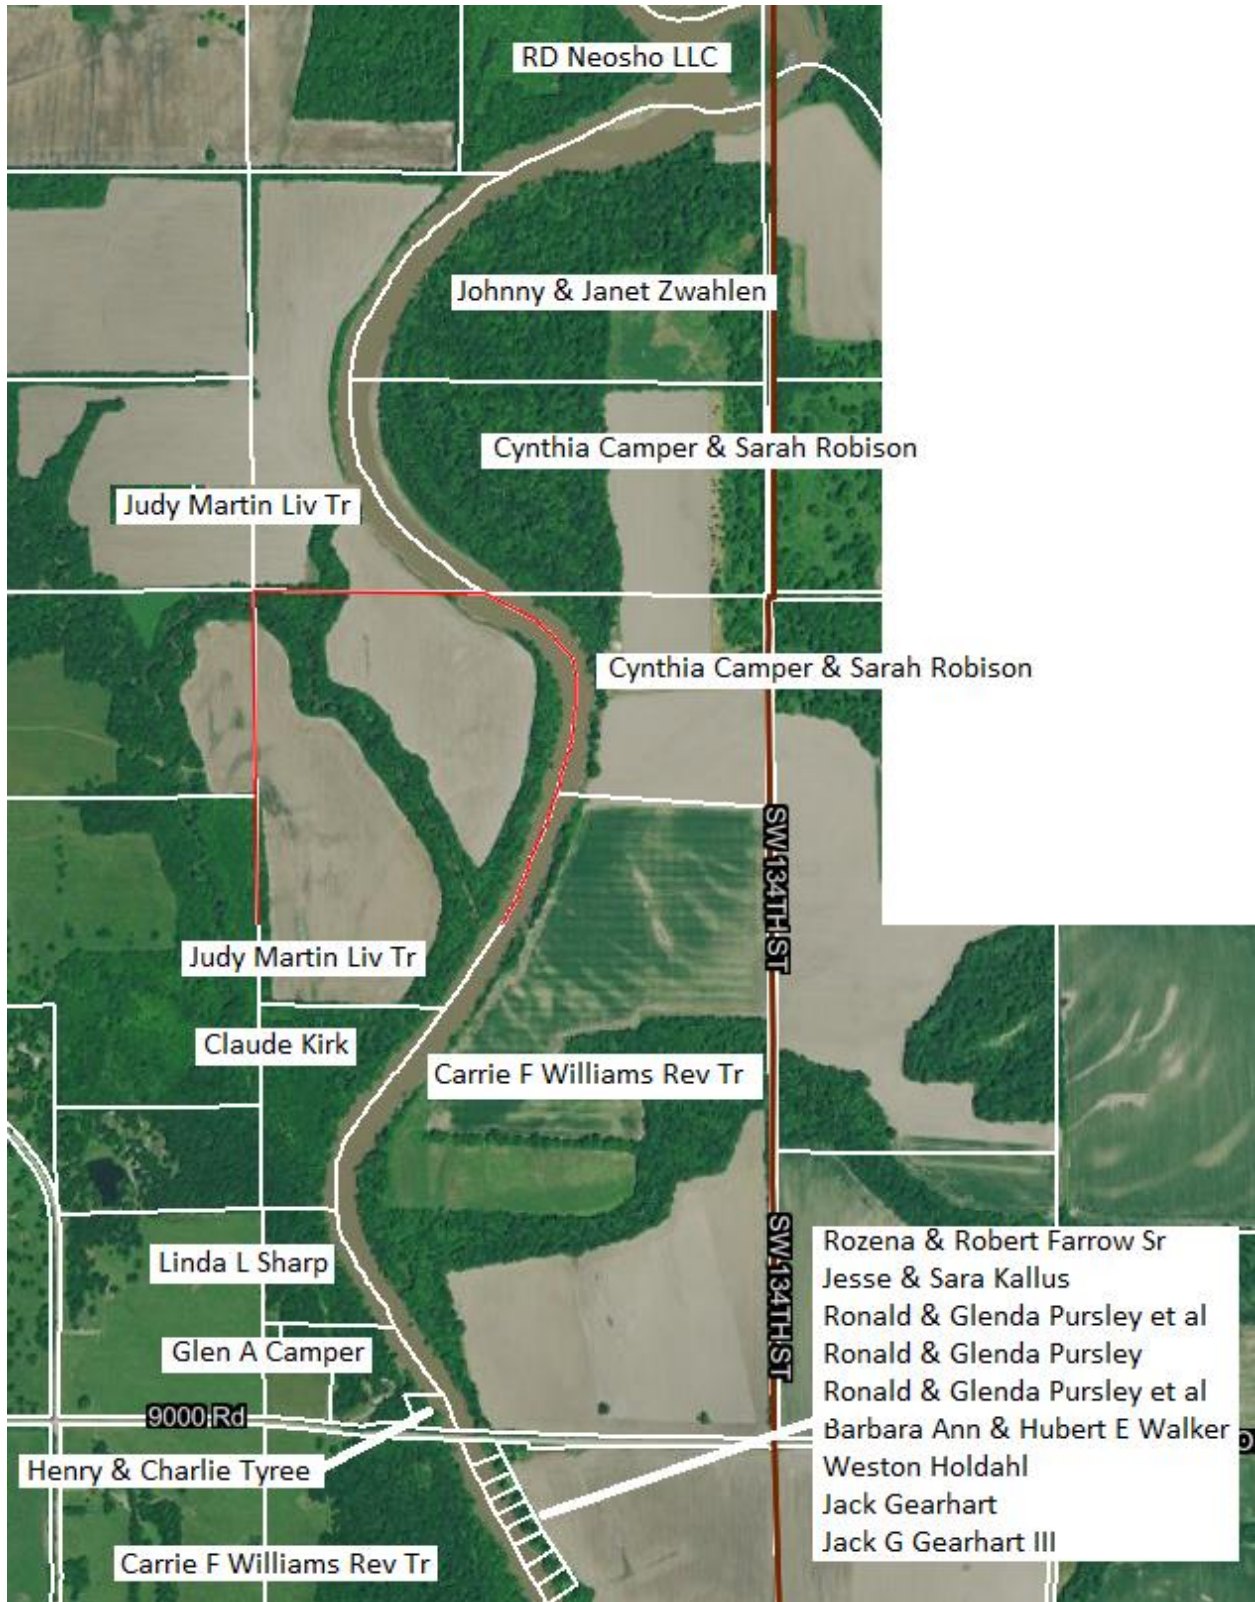 RD Neosho LLC
Johnny & Janet Zwahlen
Cynthia Camper & Sarah Robison
Judy Martin Liv Tr
Cynthia Camper & Sarah Robison
SW 134TH ST
Judy Martin Liv Tr
Claude Kirk
Carrie F Williams Rev Tr
SW 134TH ST
Linda L Sharp
Glen A Camper
9000 Rd
Henry & Charlie Tyree
Carrie F Williams Rev Tr
Rozena & Robert Farrow Sr
Jesse & Sara Kallus
Ronald & Glenda Pursley et al
Ronald & Glenda Pursley
Ronald & Glenda Pursley et al
Barbara Ann & Hubert E Walker
Weston Holdahl
Jack Gearhart
Jack G Gearhart III